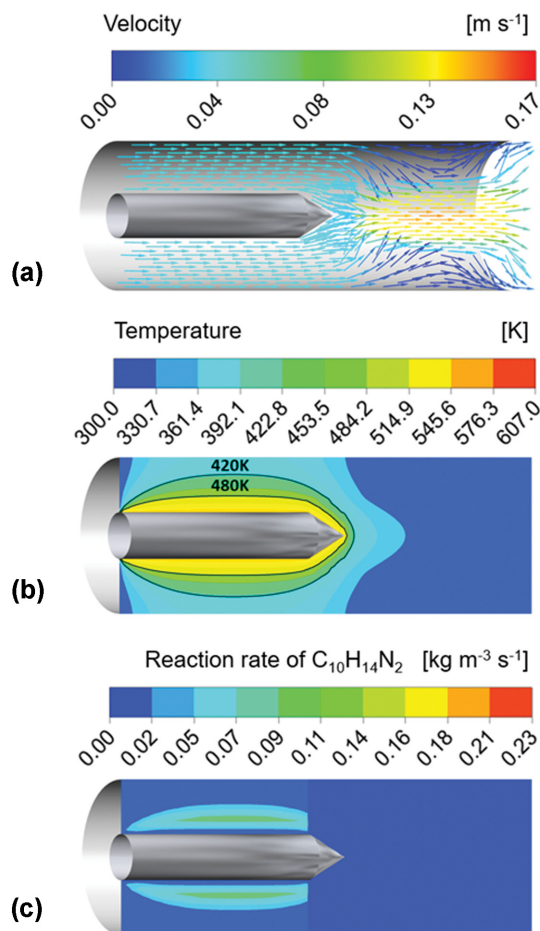 Velocity [m s⁻¹]
0.00 0.04 0.08 0.13 0.17
(a)
Temperature [K]
300.0 330.7 361.4 392.1 422.8 453.5 484.2 514.9 545.6 576.3 607.0
420K
480K
(b)
Reaction rate of C₁₀H₁₄N₂ [kg m⁻³ s⁻¹]
0.00 0.02 0.05 0.07 0.09 0.11 0.14 0.16 0.18 0.21 0.23
(c)